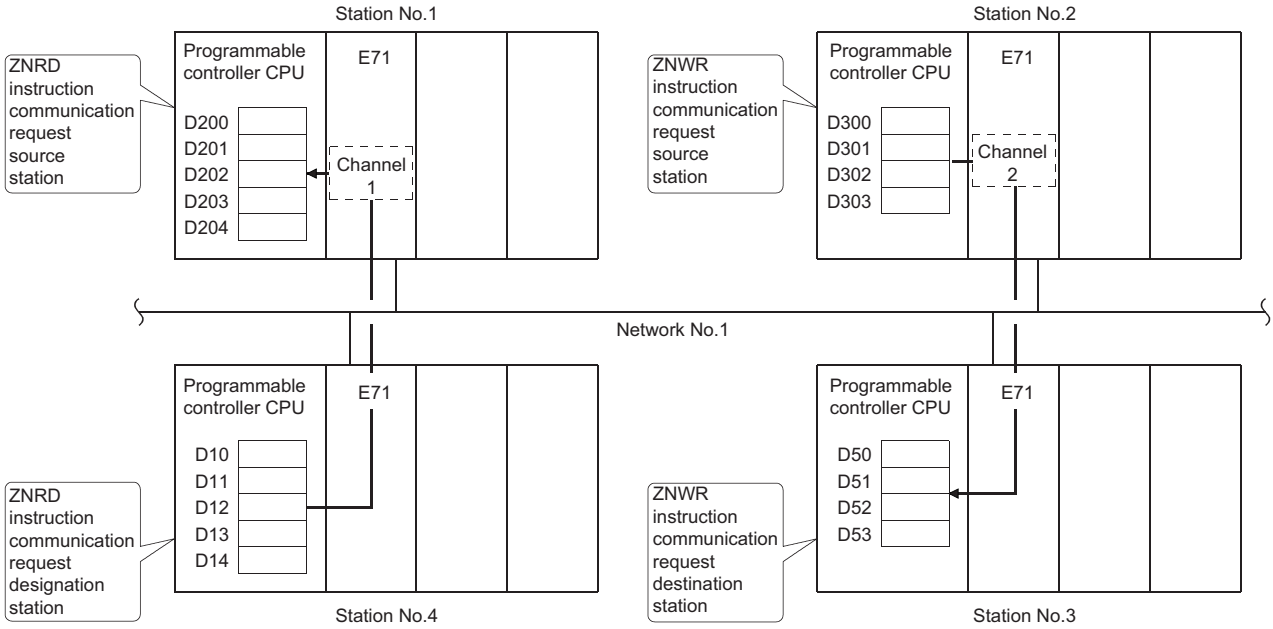 Station No.1
ZNRD
instruction
communication
request
source
station
Programmable
controller CPU
E71
D200
D201
D202
D203
D204
Channel
1
Station No.2
ZNWR
instruction
communication
request
source
station
Programmable
controller CPU
E71
D300
D301
D302
D303
Channel
2
Network No.1
ZNRD
instruction
communication
request
designation
station
Programmable
controller CPU
E71
D10
D11
D12
D13
D14
Station No.4
ZNWR
instruction
communication
request
destination
station
Programmable
controller CPU
E71
D50
D51
D52
D53
Station No.3